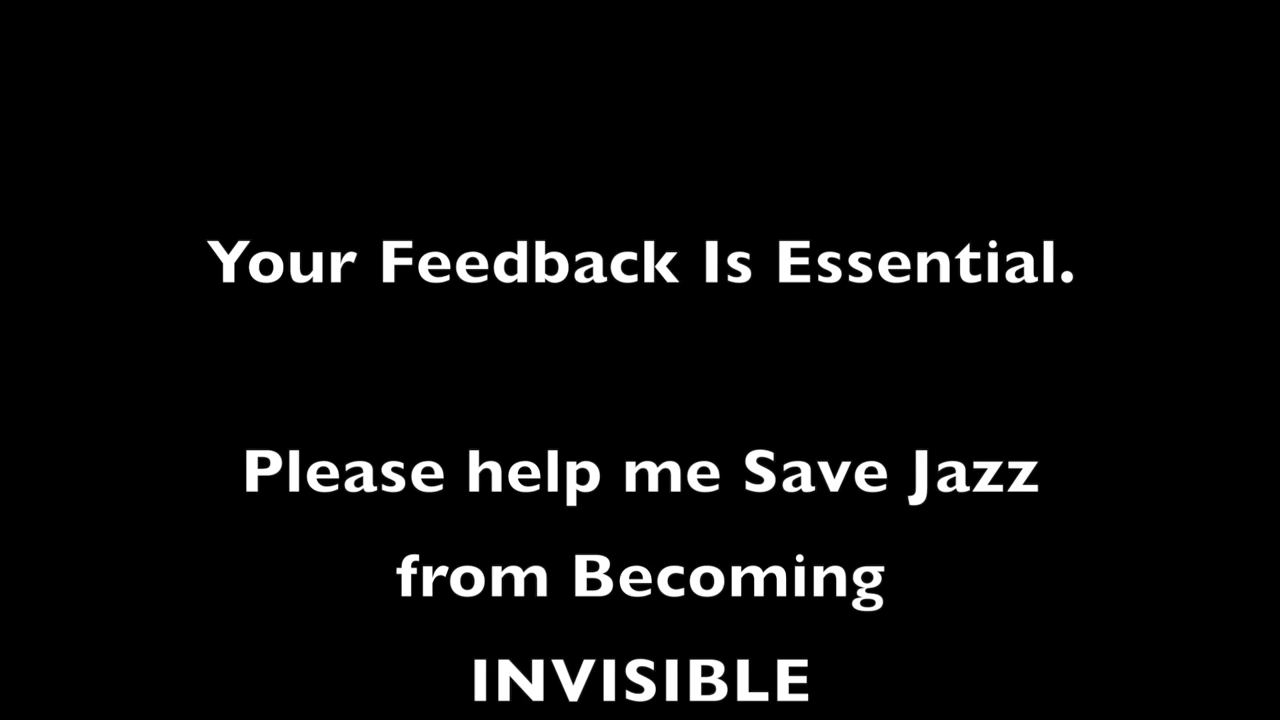 Your Feedback Is Essential.
Please help me Save Jazz
from Becoming
INVISIBLE